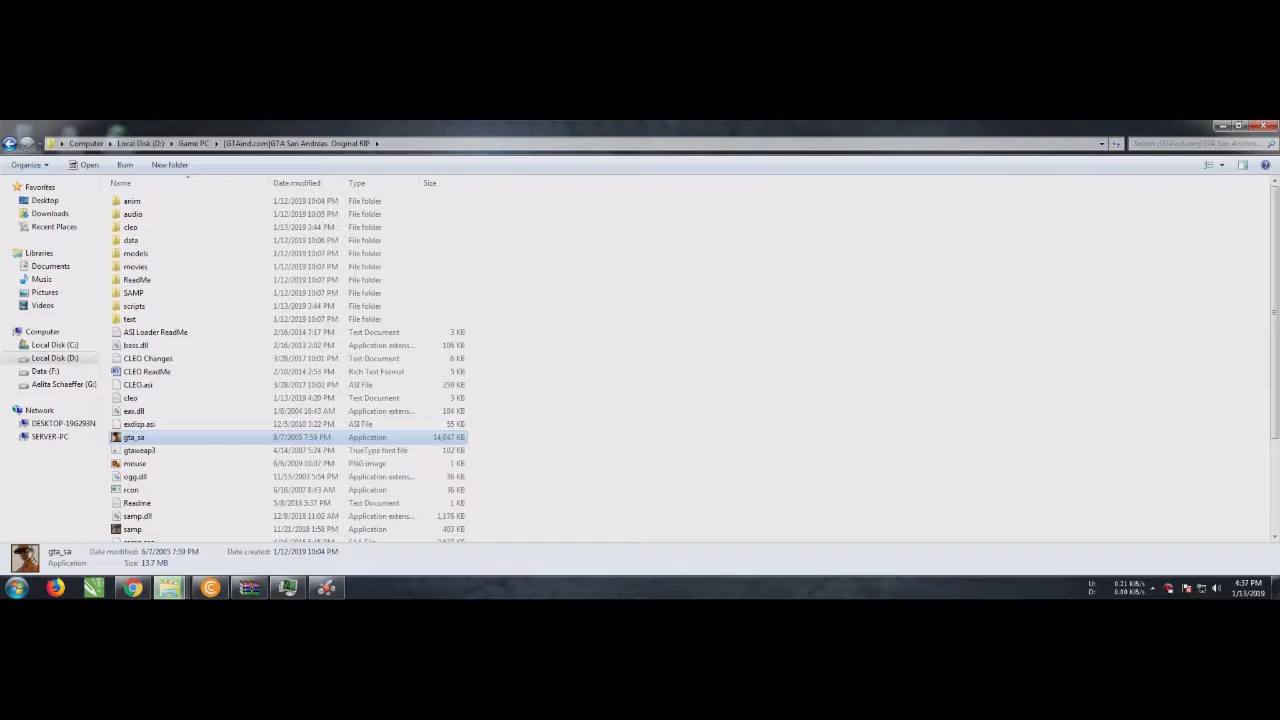 Computer Local Disk (D:) Game PC [GTAind.com]GTA San Andreas Original RIP
Search [GTAind.com]GTA San Andrea...
Organize Open Burn New folder
Name Date modified Type Size
Favorites
Desktop
Downloads
Recent Places
Libraries
Documents
Music
Pictures
Videos
Computer
Local Disk (C:)
Local Disk (D:)
Data (F:)
Aelita Schaeffer (G:)
Network
DESKTOP-19G293N
SERVER-PC
anim 1/12/2019 10:04 PM File folder
audio 1/12/2019 10:05 PM File folder
cleo 1/13/2019 3:44 PM File folder
data 1/12/2019 10:06 PM File folder
models 1/12/2019 10:07 PM File folder
movies 1/12/2019 10:07 PM File folder
ReadMe 1/12/2019 10:07 PM File folder
SAMP 1/12/2019 10:07 PM File folder
scripts 1/13/2019 3:44 PM File folder
text 1/12/2019 10:07 PM File folder
ASI Loader ReadMe 2/16/2014 7:17 PM Text Document 3 KB
bass.dll 2/16/2013 2:02 PM Application extens... 106 KB
CLEO Changes 3/28/2017 10:01 PM Text Document 6 KB
CLEO ReadMe 2/10/2014 2:53 PM Rich Text Format 5 KB
CLEO.asi 3/28/2017 10:02 PM ASI File 259 KB
cleo 1/13/2019 4:20 PM Text Document 3 KB
eax.dll 1/8/2004 10:43 AM Application extens... 184 KB
exdisp.asi 12/5/2010 3:22 PM ASI File 55 KB
gta_sa 6/7/2005 7:59 PM Application 14,047 KB
gtaweap3 4/14/2007 5:24 PM TrueType font file 102 KB
mouse 6/6/2009 10:07 PM PNG image 1 KB
ogg.dll 11/15/2003 5:54 PM Application extens... 36 KB
rcon 6/16/2007 8:43 AM Application 36 KB
Readme 5/8/2016 5:37 PM Text Document 1 KB
samp.dll 12/8/2018 11:02 AM Application extens... 1,176 KB
samp 11/21/2018 1:58 PM Application 403 KB
gta_sa Date modified: 6/7/2005 7:59 PM Date created: 1/12/2019 10:04 PM
Application Size: 13.7 MB
U: 0.21 KiB/s
D: 0.00 KiB/s
4:37 PM
1/13/2019